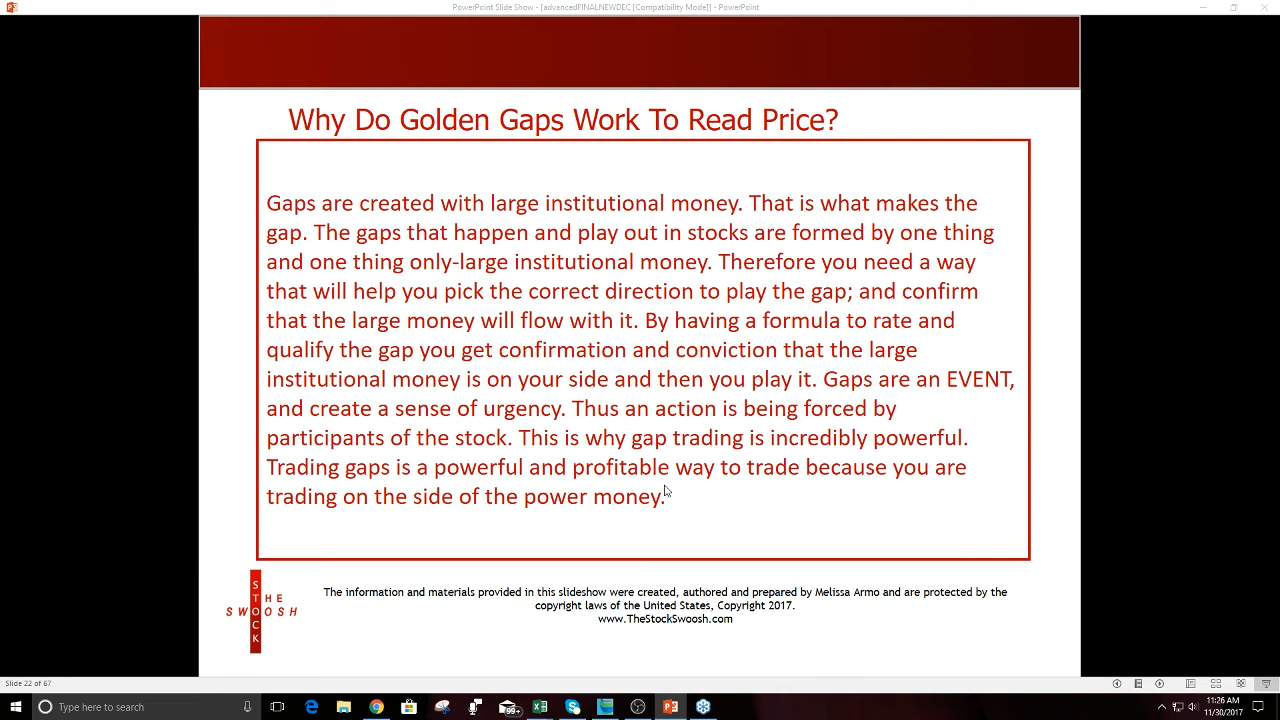 PowerPoint Slide Show - [advancedFINALNEWDEC [Compatibility Mode]] - PowerPoint
Why Do Golden Gaps Work To Read Price?
Gaps are created with large institutional money. That is what makes the
gap. The gaps that happen and play out in stocks are formed by one thing
and one thing only-large institutional money. Therefore you need a way
that will help you pick the correct direction to play the gap; and confirm
that the large money will flow with it. By having a formula to rate and
qualify the gap you get confirmation and conviction that the large
institutional money is on your side and then you play it. Gaps are an EVENT,
and create a sense of urgency. Thus an action is being forced by
participants of the stock. This is why gap trading is incredibly powerful.
Trading gaps is a powerful and profitable way to trade because you are
trading on the side of the power money.
THE
STOCK
SWOOSH
The information and materials provided in this slideshow were created, authored and prepared by Melissa Armo and are protected by the
copyright laws of the United States, Copyright 2017.
www.TheStockSwoosh.com
Slide 22 of 67
Type here to search
99+
11:26 AM
11/30/2017